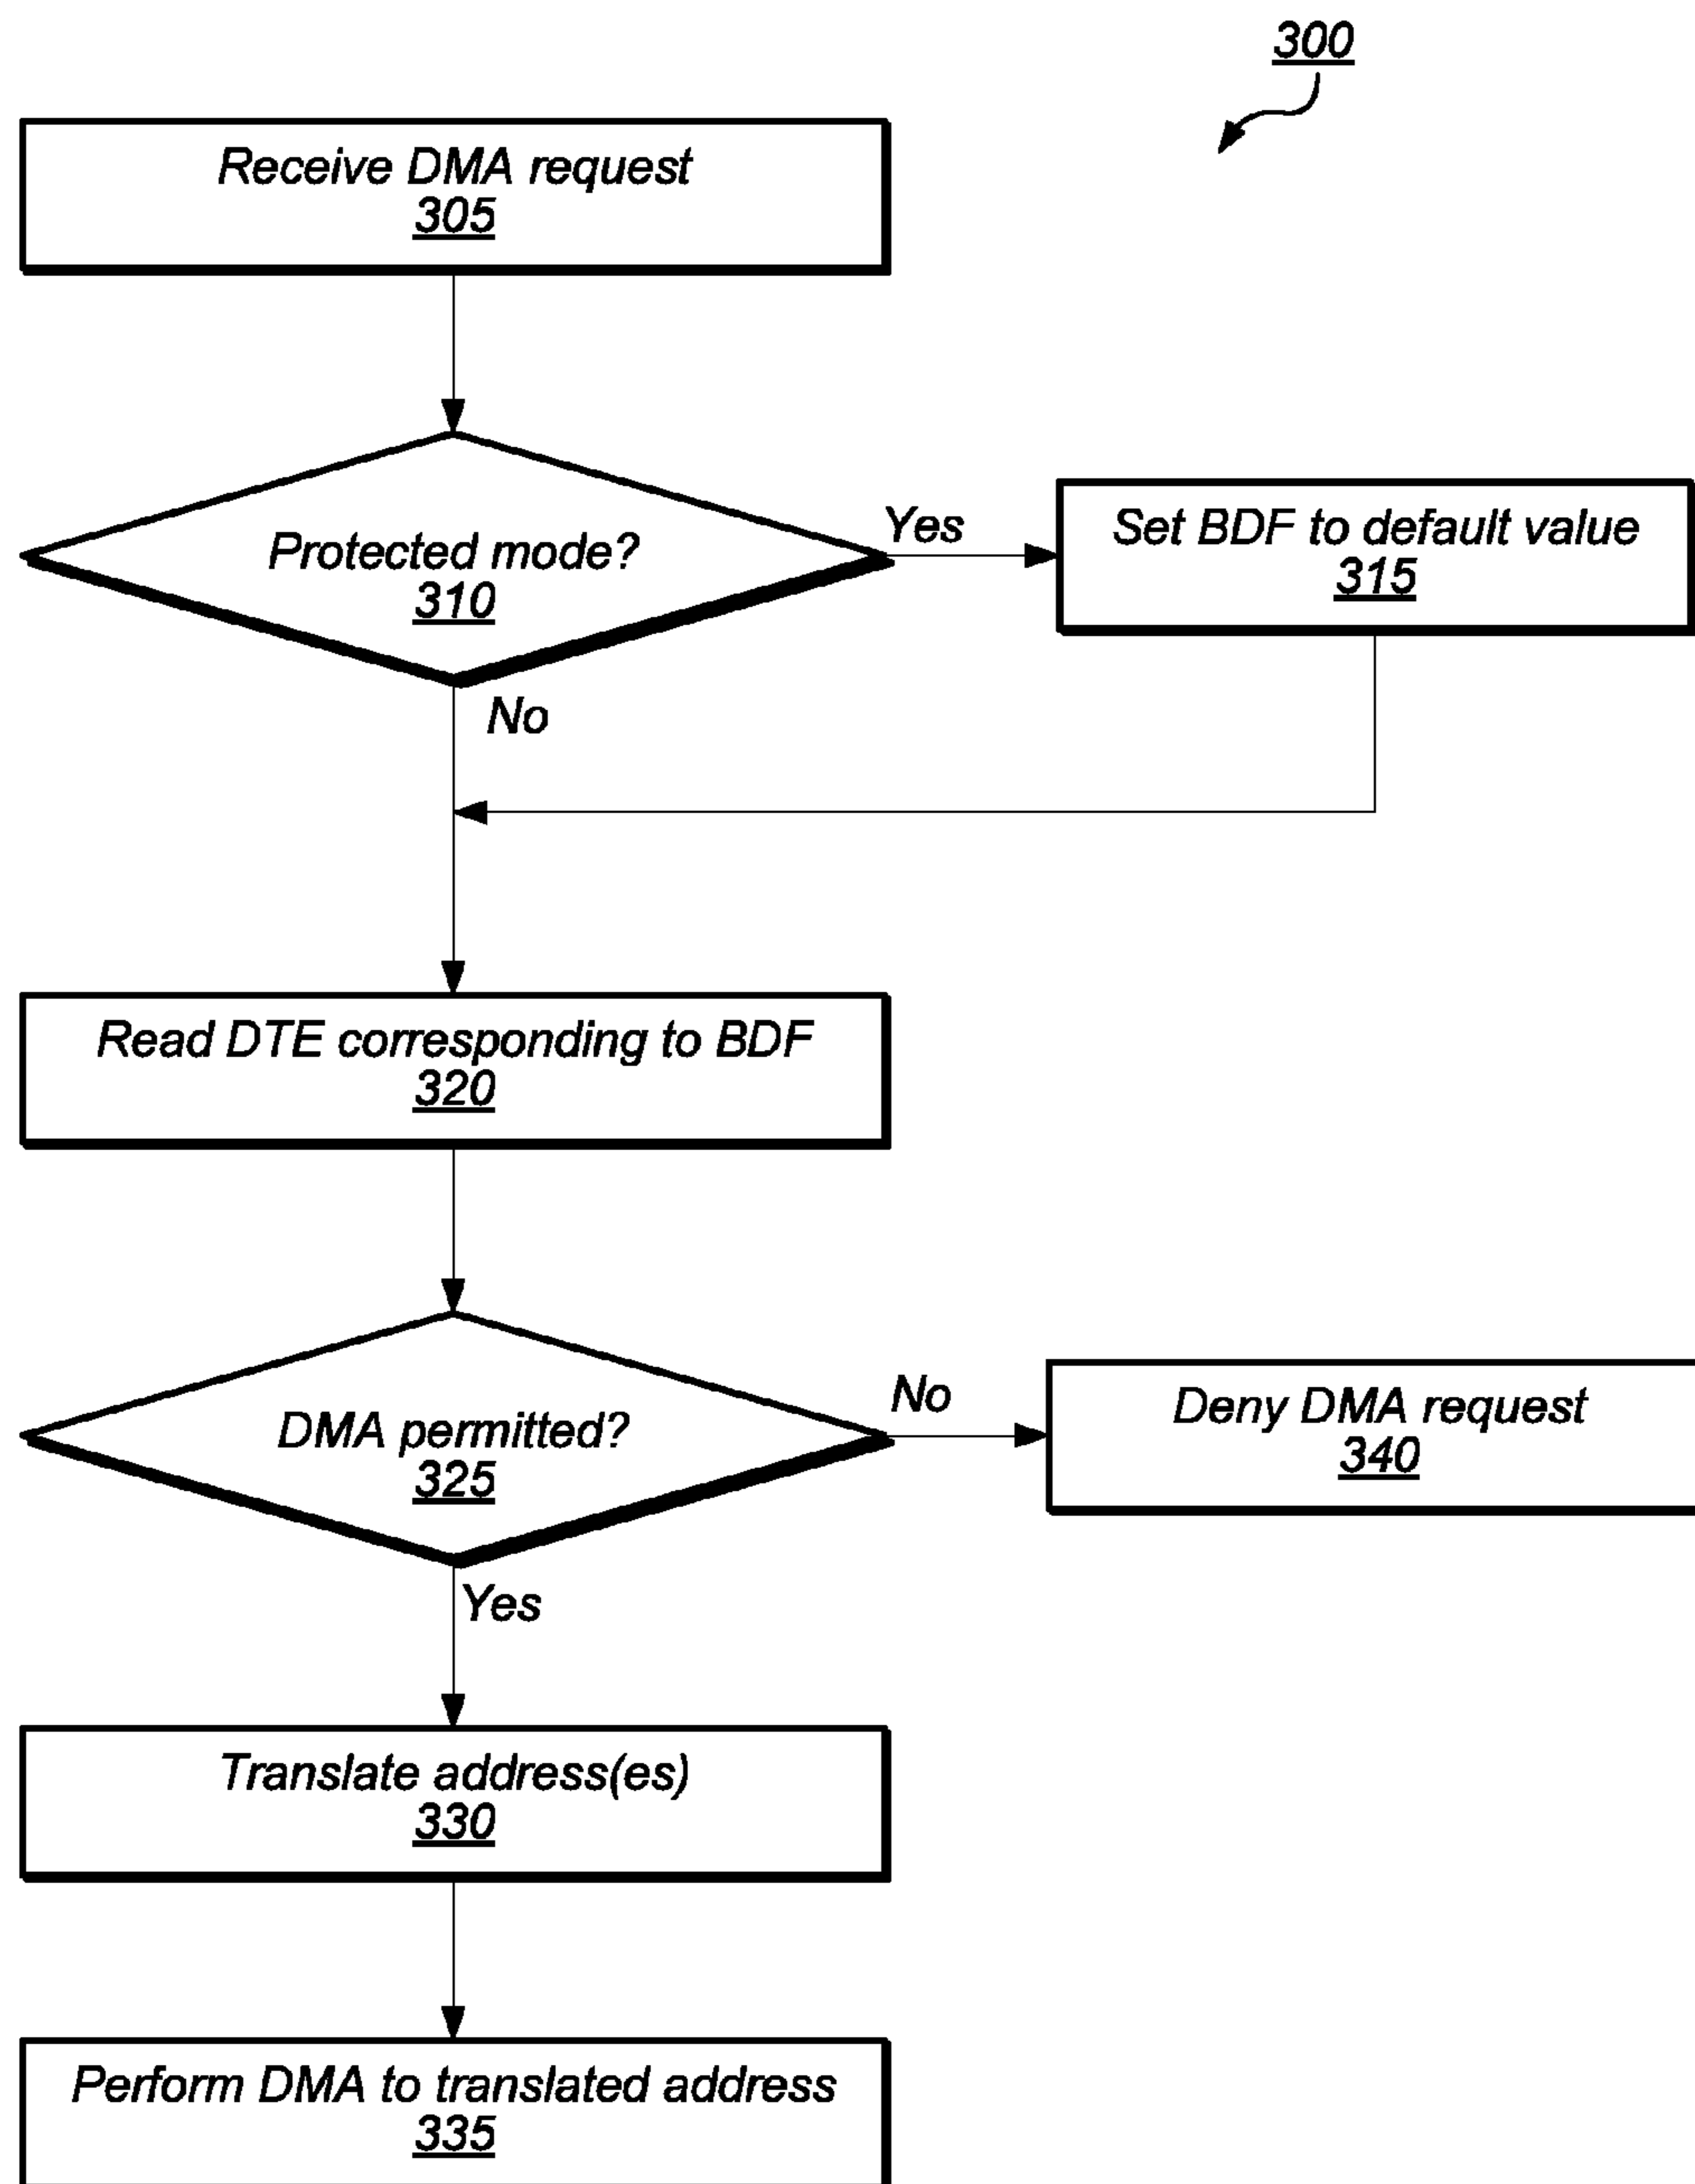 300
Receive DMA request
305
Protected mode?
310
Yes
Set BDF to default value
315
No
Read DTE corresponding to BDF
320
DMA permitted?
325
No
Deny DMA request
340
Yes
Translate address(es)
330
Perform DMA to translated address
335